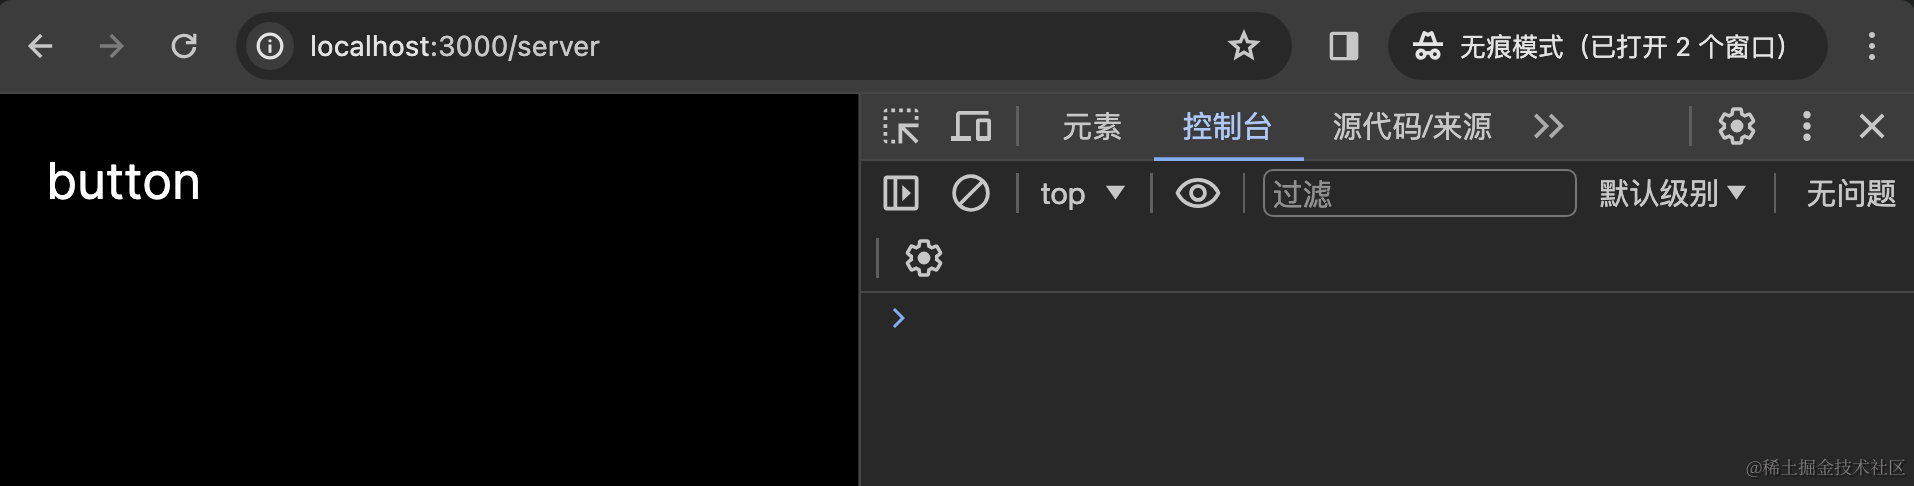 localhost:3000/server
无痕模式（已打开 2 个窗口）
button
元素 控制台 源代码/来源
top 过滤 默认级别 无问题
@稀土掘金技术社区